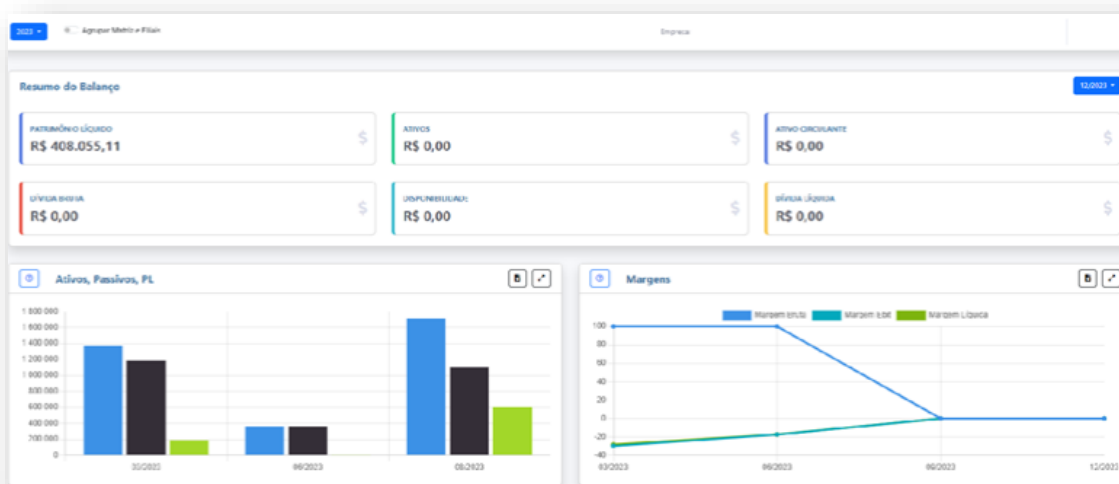 2023
Agrupar Matriz e Filiais
Empresa
Resumo do Balanço
12/2023
PATRIMÔNIO LÍQUIDO
R$ 408.055,11
ATIVOS
R$ 0,00
ATIVO CIRCULANTE
R$ 0,00
DÍVIDA BRUTA
R$ 0,00
DISPONIBILIDADE
R$ 0,00
DÍVIDA LÍQUIDA
R$ 0,00
Ativos, Passivos, PL
Margens
1 800 000
1 600 000
1 400 000
1 200 000
1 000 000
800 000
600 000
400 000
200 000
0
03/2023
06/2023
09/2023
Margem Bruta
Margem Ebit
Margem Líquida
100
80
60
40
20
0
-20
-40
03/2023
06/2023
09/2023
12/2023